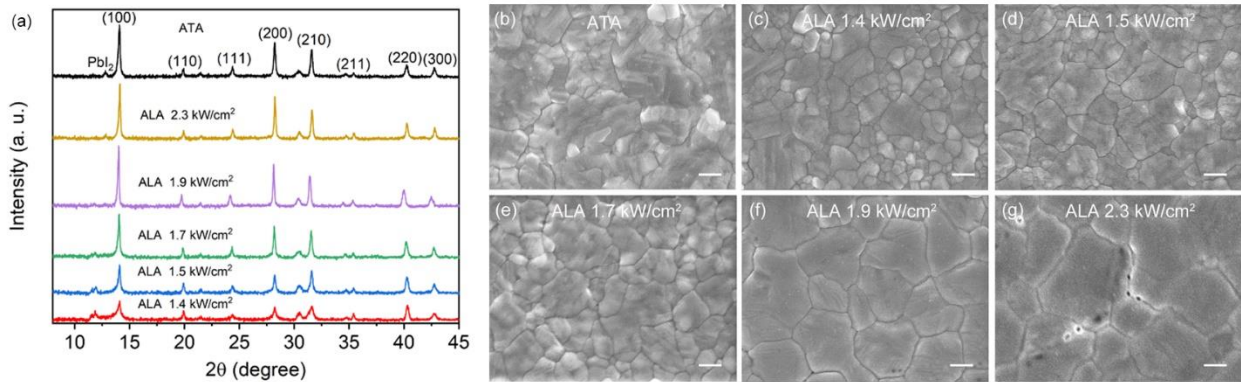 (a)
(100)
ATA
PbI₂
(110)
(111)
(200)
(210)
(211)
(220)
(300)
ALA 2.3 kW/cm²
ALA 1.9 kW/cm²
ALA 1.7 kW/cm²
ALA 1.5 kW/cm²
ALA 1.4 kW/cm²
Intensity (a. u.)
10 15 20 25 30 35 40 45
2θ (degree)
(b) ATA
(c) ALA 1.4 kW/cm²
(d) ALA 1.5 kW/cm²
(e) ALA 1.7 kW/cm²
(f) ALA 1.9 kW/cm²
(g) ALA 2.3 kW/cm²